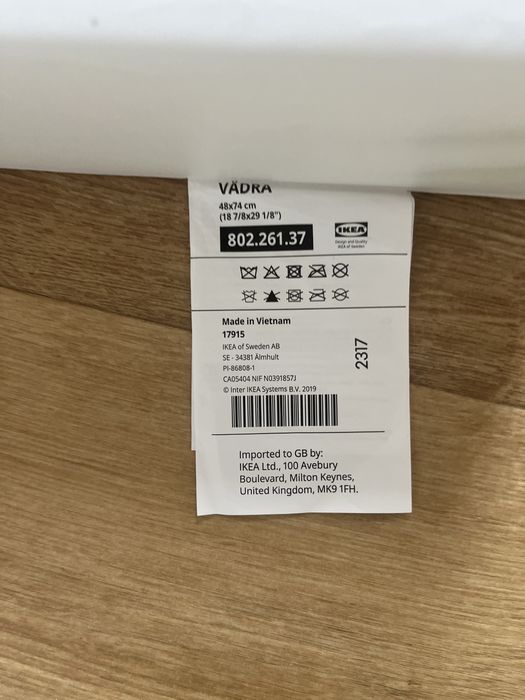 VÄDRA
48x74 cm
(18 7/8x29 1/8")
802.261.37
IKEA
Design and Quality
IKEA of Sweden
Made in Vietnam
17915
IKEA of Sweden AB
SE - 34381 Älmhult
PI-86808-1
CA05404 NIF N0391857J
© Inter IKEA Systems B.V. 2019
2317
Imported to GB by:
IKEA Ltd., 100 Avebury
Boulevard, Milton Keynes,
United Kingdom, MK9 1FH.